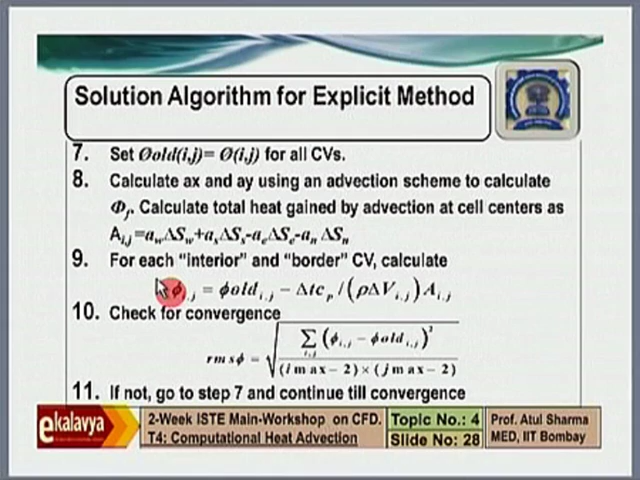 Solution Algorithm for Explicit Method
7. Set Øold(i,j)= Ø(i,j) for all CVs.
8. Calculate ax and ay using an advection scheme to calculate
Φf. Calculate total heat gained by advection at cell centers as
Ai,j=awΔSw+asΔSs-aeΔSe-anΔSn
9. For each “interior” and “border” CV, calculate
ϕi,j = ϕoldi,j − Δtcp/(ρΔVi,j)Ai,j
10. Check for convergence
rmsϕ = √(∑i,j(ϕi,j − ϕoldi,j)² / (imax−2)×(jmax−2))
11. If not, go to step 7 and continue till convergence
ekalavya
2-Week ISTE Main-Workshop on CFD.
T4: Computational Heat Advection
Topic No.: 4
Slide No: 28
Prof. Atul Sharma
MED, IIT Bombay